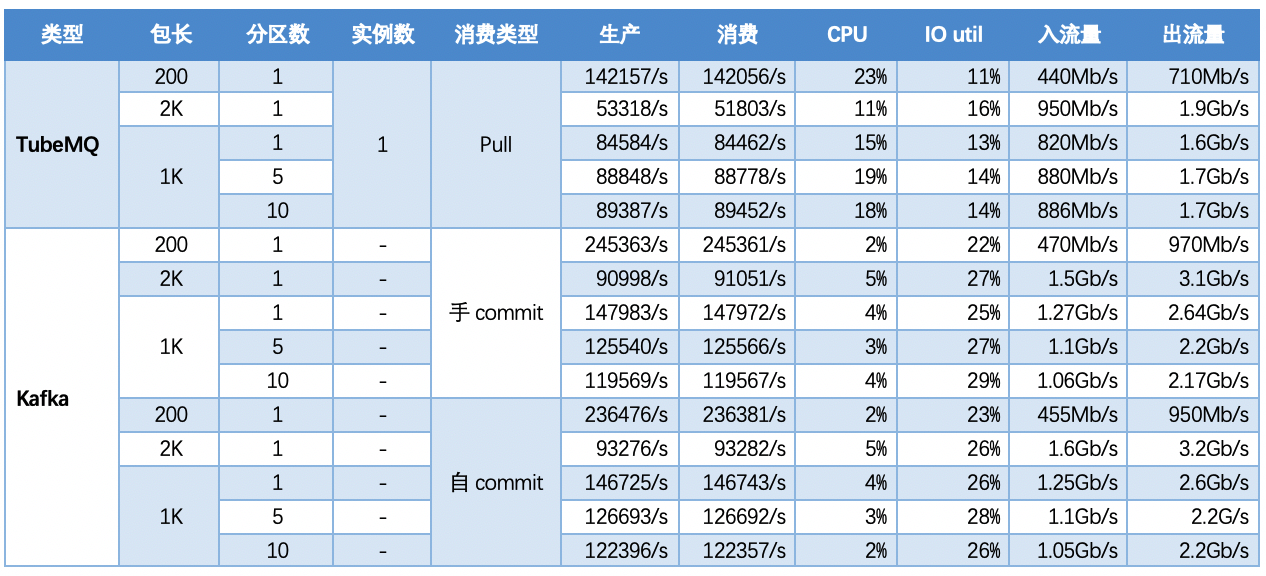 类型 包长 分区数 实例数 消费类型 生产 消费 CPU IO util 入流量 出流量
TubeMQ 200 1 1 Pull 142157/s 142056/s 23% 11% 440Mb/s 710Mb/s
2K 1 53318/s 51803/s 11% 16% 950Mb/s 1.9Gb/s
1K 1 84584/s 84462/s 15% 13% 820Mb/s 1.6Gb/s
5 88848/s 88778/s 19% 14% 880Mb/s 1.7Gb/s
10 89387/s 89452/s 18% 14% 886Mb/s 1.7Gb/s
Kafka 200 1 - 手 commit 245363/s 245361/s 2% 22% 470Mb/s 970Mb/s
2K 1 - 90998/s 91051/s 5% 27% 1.5Gb/s 3.1Gb/s
1K 1 - 147983/s 147972/s 4% 25% 1.27Gb/s 2.64Gb/s
5 - 125540/s 125566/s 3% 27% 1.1Gb/s 2.2Gb/s
10 - 119569/s 119567/s 4% 29% 1.06Gb/s 2.17Gb/s
200 1 - 自 commit 236476/s 236381/s 2% 23% 455Mb/s 950Mb/s
2K 1 - 93276/s 93282/s 5% 26% 1.6Gb/s 3.2Gb/s
1K 1 - 146725/s 146743/s 4% 26% 1.25Gb/s 2.6Gb/s
5 - 126693/s 126692/s 3% 28% 1.1Gb/s 2.2G/s
10 - 122396/s 122357/s 2% 26% 1.05Gb/s 2.2Gb/s